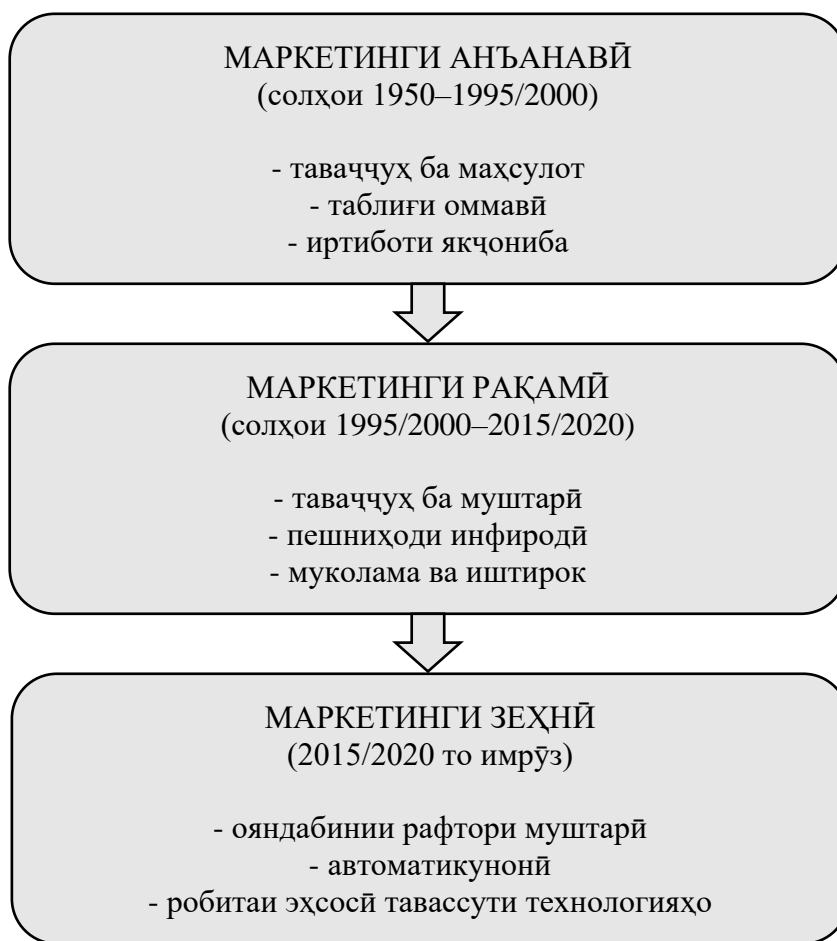 МАРКЕТИНГИ АНЪАНАВӢ
(солҳои 1950–1995/2000)
- таваҷҷуҳ ба маҳсулот
- таблиғи оммавӣ
- иртиботи якҷониба
МАРКЕТИНГИ РАҚАМӢ
(солҳои 1995/2000–2015/2020)
- таваҷҷуҳ ба муштарӣ
- пешниҳоди инфиродӣ
- муколама ва иштирок
МАРКЕТИНГИ ЗЕҲНӢ
(2015/2020 то имрӯз)
- ояндабинии рафтори муштарӣ
- автоматикунонӣ
- робитаи эҳсосӣ тавассути технологияҳо